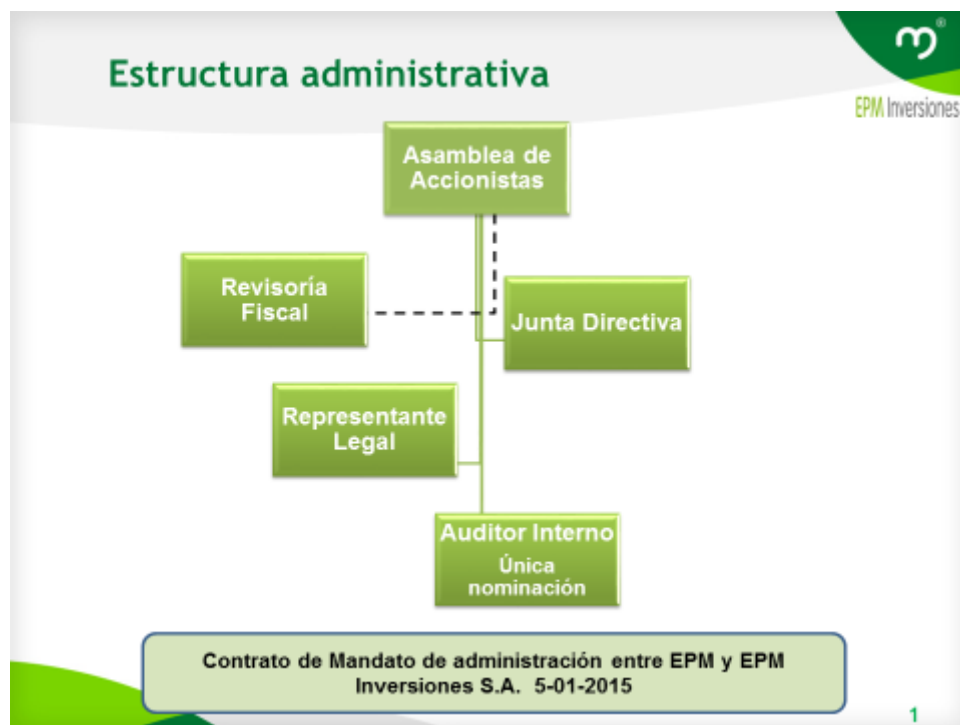 Estructura administrativa
EPM Inversiones
Asamblea de
Accionistas
Revisoría
Fiscal
Junta Directiva
Representante
Legal
Auditor Interno
Única
nominación
Contrato de Mandato de administración entre EPM y EPM
Inversiones S.A. 5-01-2015
1